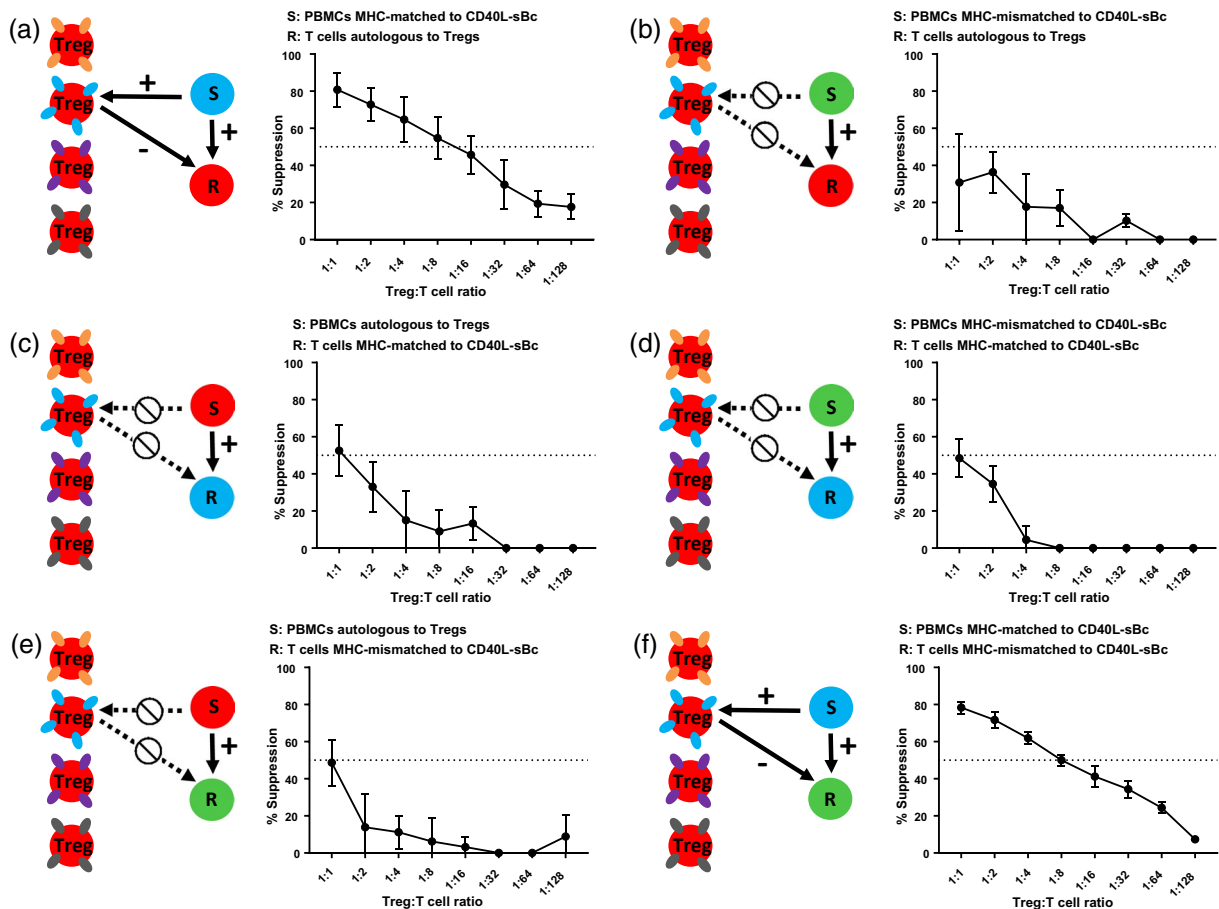 (a)
Treg
Treg
Treg
Treg
+
-
+
S
R
S: PBMCs MHC-matched to CD40L-sBc
R: T cells autologous to Tregs
% Suppression
100
80
60
40
20
0
1:1 1:2 1:4 1:8 1:16 1:32 1:64 1:128
Treg:T cell ratio
(b)
Treg
Treg
Treg
Treg
+
S
R
S: PBMCs MHC-mismatched to CD40L-sBc
R: T cells autologous to Tregs
% Suppression
100
80
60
40
20
0
1:1 1:2 1:4 1:8 1:16 1:32 1:64 1:128
Treg:T cell ratio
(c)
Treg
Treg
Treg
Treg
+
S
R
S: PBMCs autologous to Tregs
R: T cells MHC-matched to CD40L-sBc
% Suppression
100
80
60
40
20
0
1:1 1:2 1:4 1:8 1:16 1:32 1:64 1:128
Treg:T cell ratio
(d)
Treg
Treg
Treg
Treg
+
S
R
S: PBMCs MHC-mismatched to CD40L-sBc
R: T cells MHC-matched to CD40L-sBc
% Suppression
100
80
60
40
20
0
1:1 1:2 1:4 1:8 1:16 1:32 1:64 1:128
Treg:T cell ratio
(e)
Treg
Treg
Treg
Treg
+
S
R
S: PBMCs autologous to Tregs
R: T cells MHC-mismatched to CD40L-sBc
% Suppression
100
80
60
40
20
0
1:1 1:2 1:4 1:8 1:16 1:32 1:64 1:128
Treg:T cell ratio
(f)
Treg
Treg
Treg
Treg
+
-
+
S
R
S: PBMCs MHC-matched to CD40L-sBc
R: T cells MHC-mismatched to CD40L-sBc
% Suppression
100
80
60
40
20
0
1:1 1:2 1:4 1:8 1:16 1:32 1:64 1:128
Treg:T cell ratio